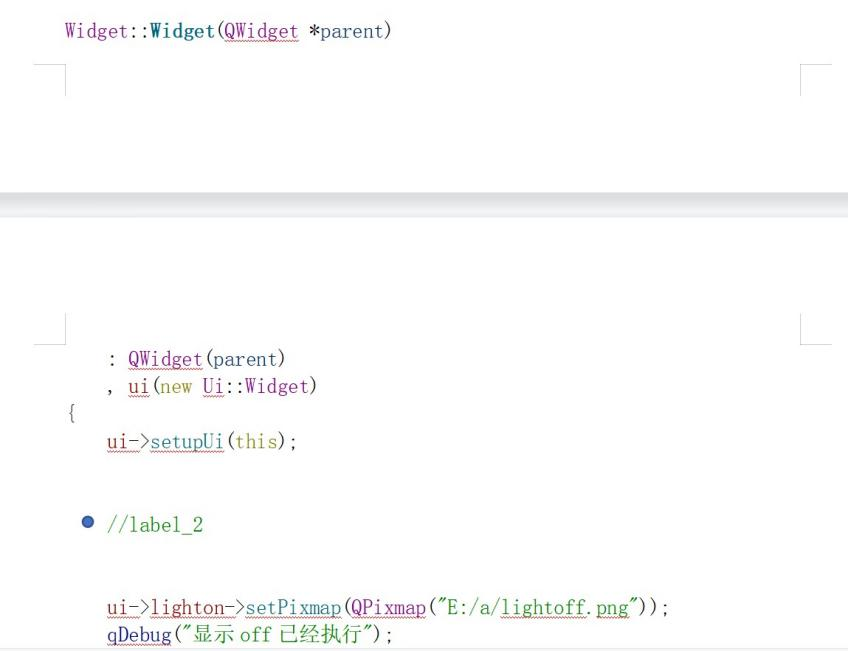 Widget::Widget(QWidget *parent)
: QWidget(parent)
, ui(new Ui::Widget)
{
ui->setupUi(this);
//label_2
ui->lighton->setPixmap(QPixmap("E:/a/lightoff.png"));
qDebug("显示 off 已经执行");